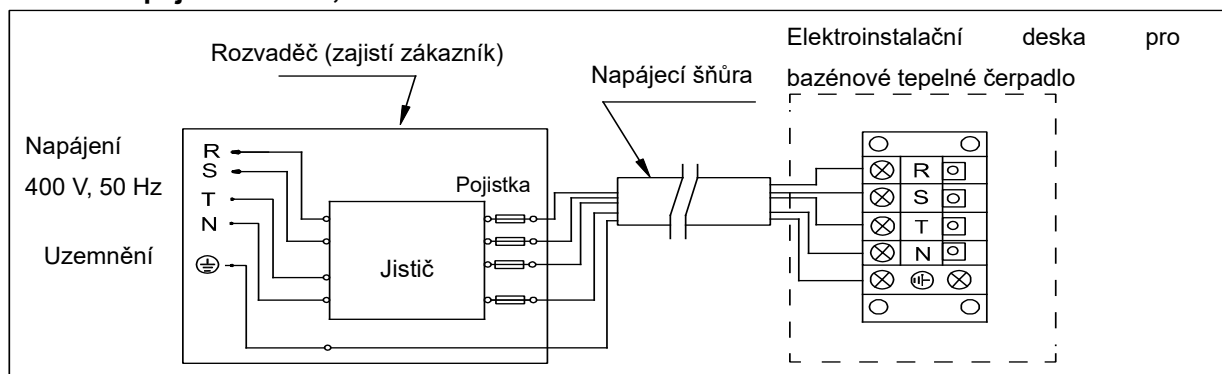 Rozvaděč (zajistí zákazník)
Napájecí šňůra
Elektroinstalační deska pro
bazénové tepelné čerpadlo
Napájení
400 V, 50 Hz
Uzemnění
R
S
T
N
Pojistka
Jistič
R
S
T
N